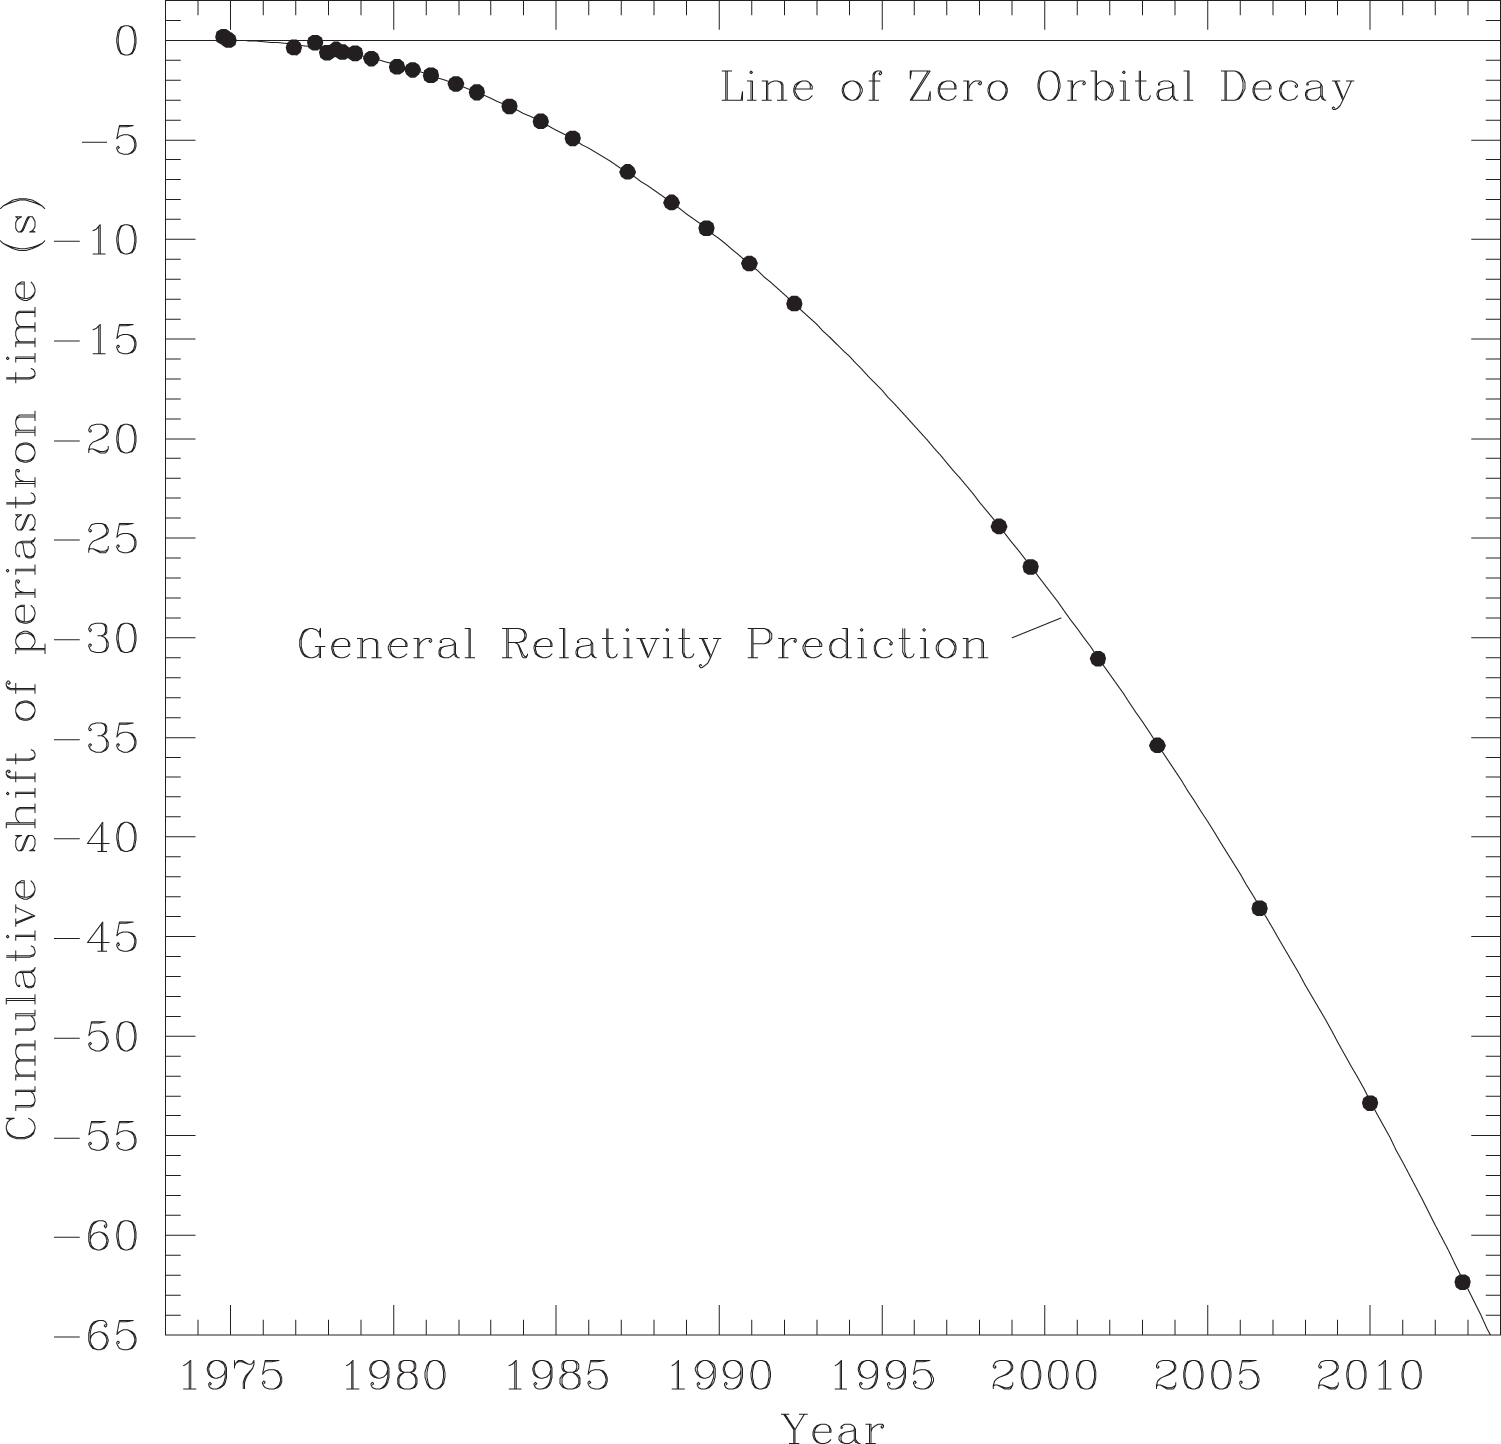 0
Line of Zero Orbital Decay
−5
−10
−15
−20
−25
General Relativity Prediction
−30
−35
−40
−45
−50
−55
−60
−65
Cumulative shift of periastron time (s)
1975 1980 1985 1990 1995 2000 2005 2010
Year